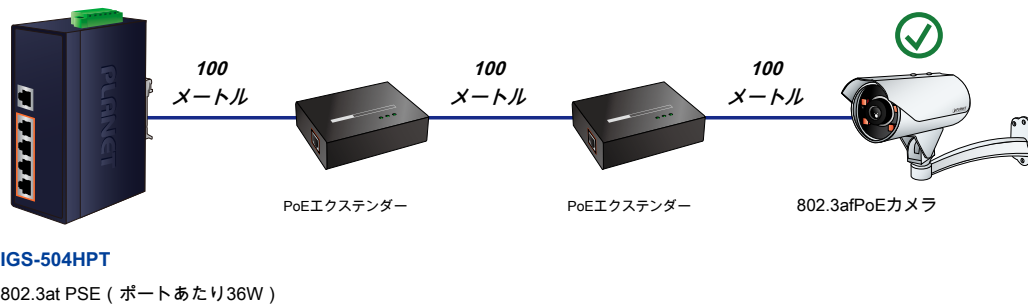 PLANET
100
メートル
100
メートル
100
メートル
PoEエクステンダー
PoEエクステンダー
802.3afPoEカメラ
IGS-504HPT
802.3at PSE ( ポートあたり36W )